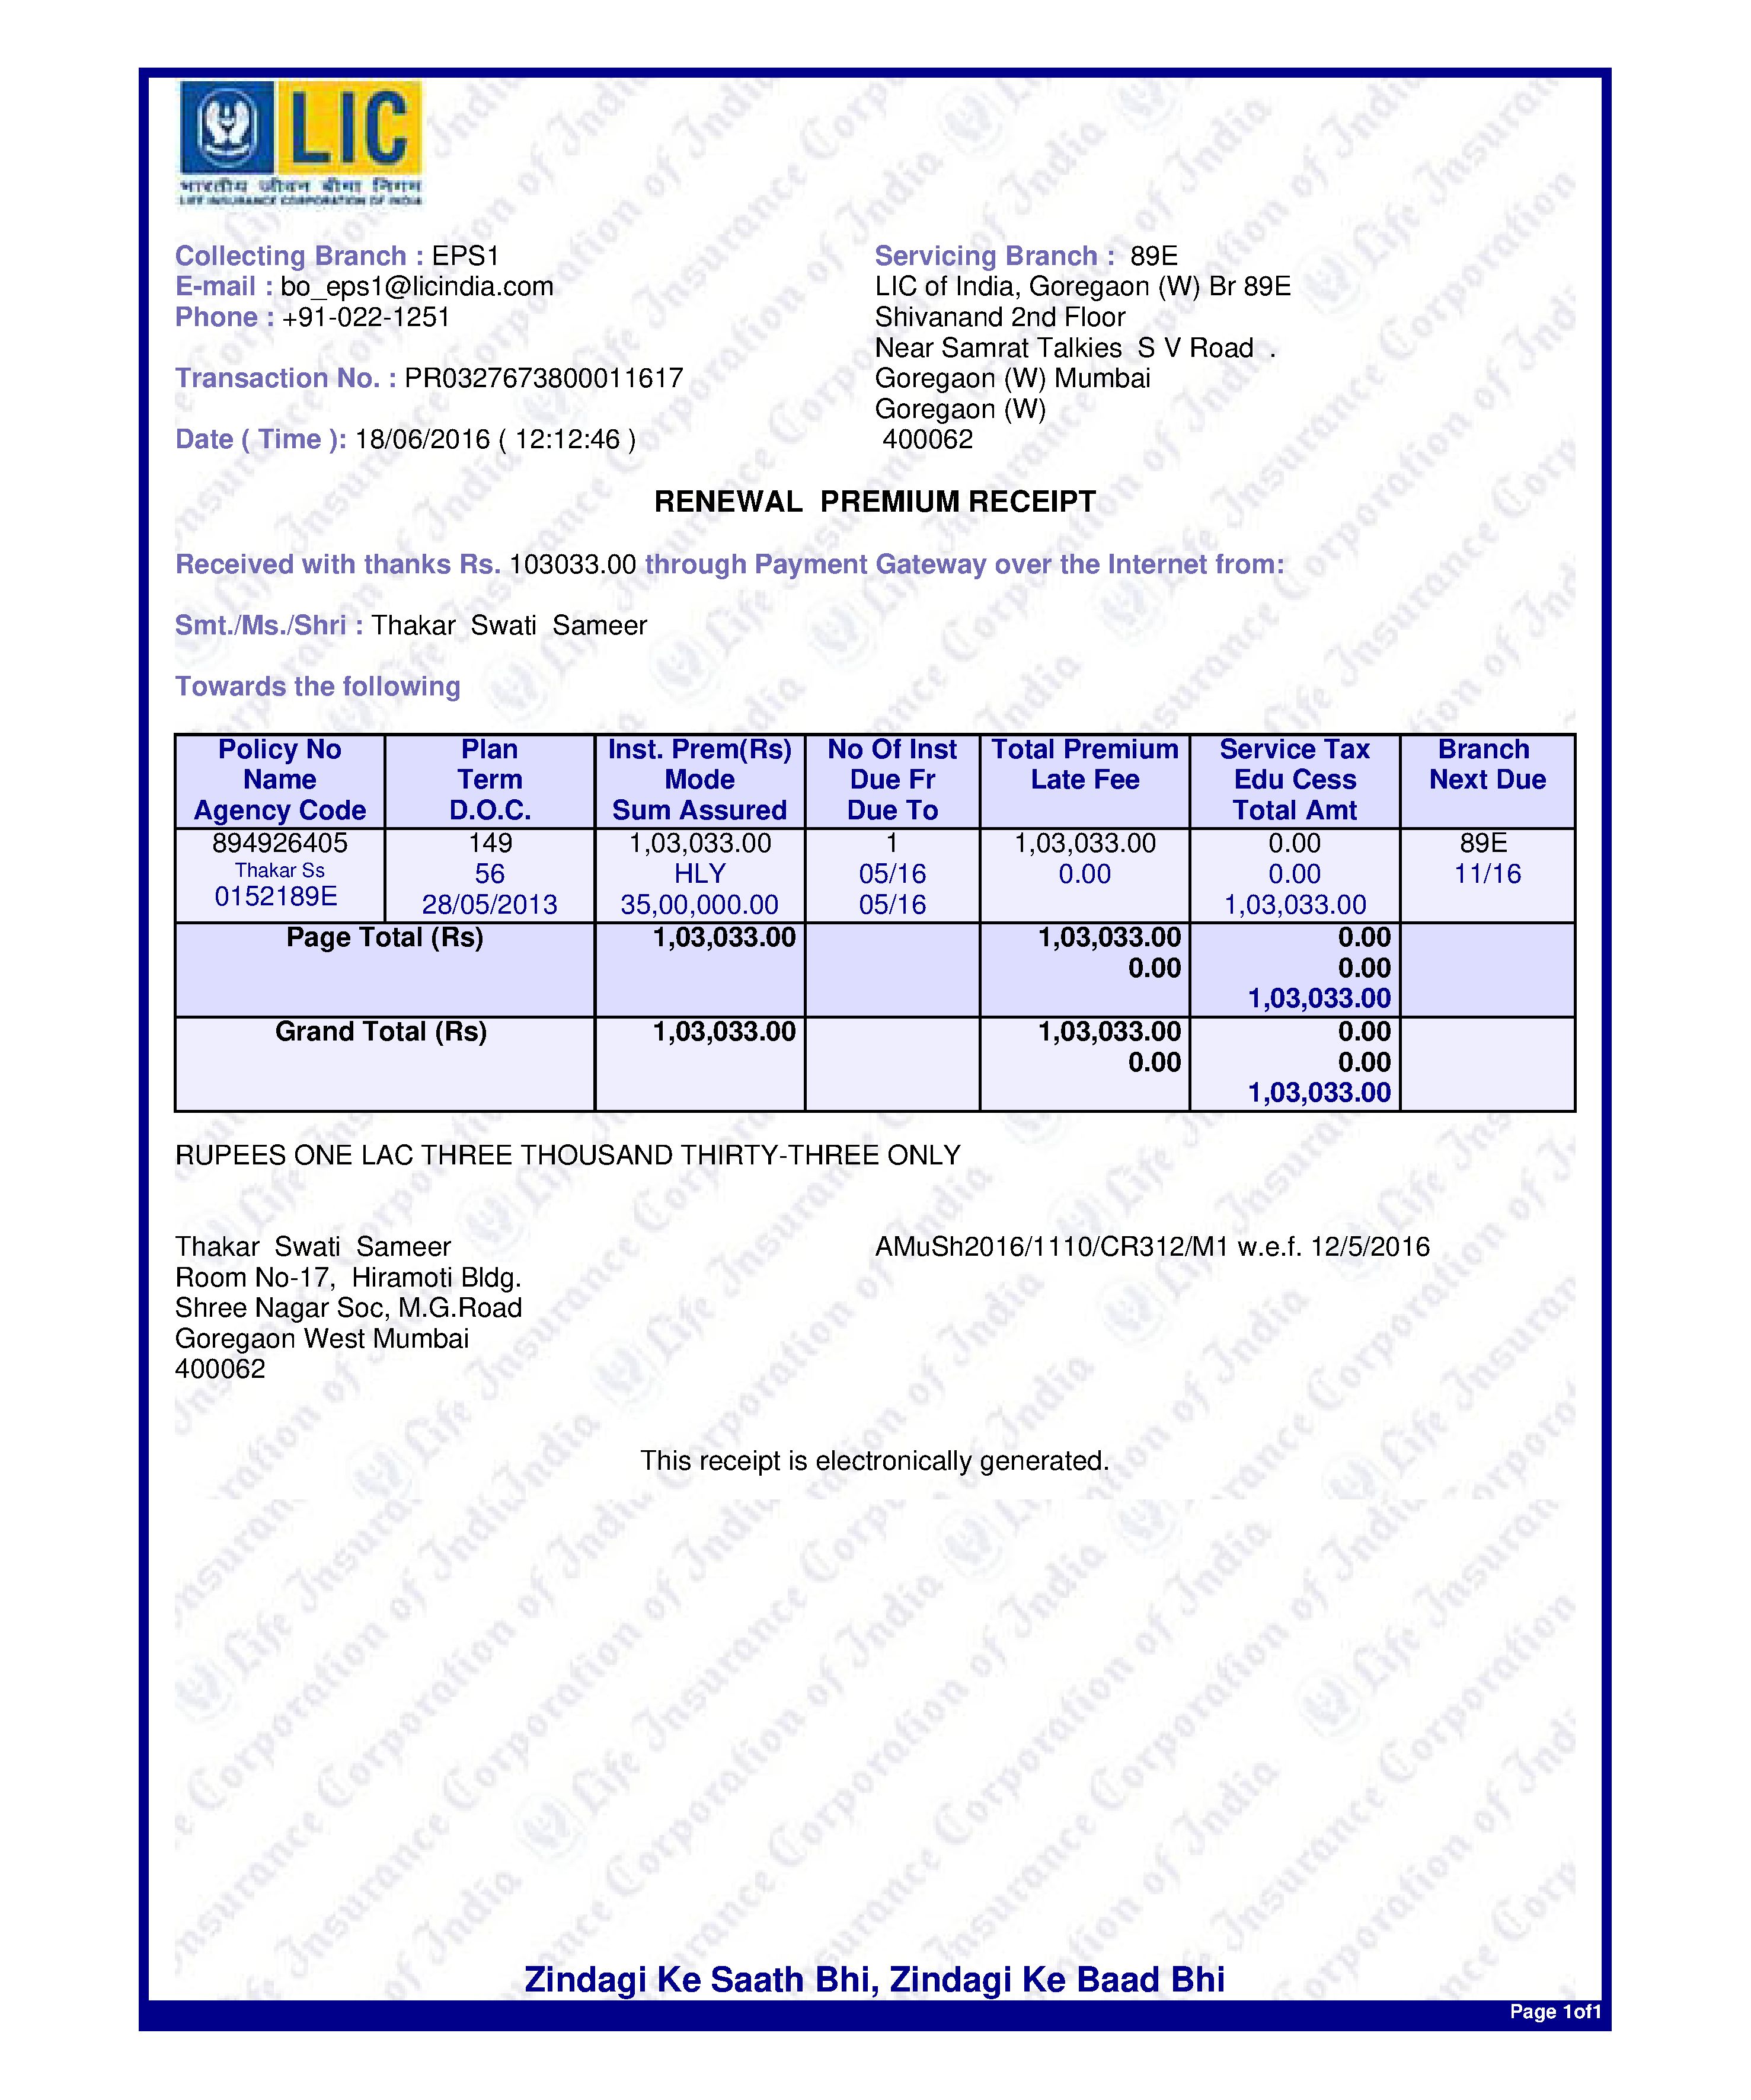 LIC
भारतीय जीवन बीमा निगम
LIFE INSURANCE CORPORATION OF INDIA
Collecting Branch : EPS1
E-mail : bo_eps1@licindia.com
Phone : +91-022-1251
Transaction No. : PR0327673800011617
Date ( Time ): 18/06/2016 ( 12:12:46 )
Servicing Branch : 89E
LIC of India, Goregaon (W) Br 89E
Shivanand 2nd Floor
Near Samrat Talkies S V Road .
Goregaon (W) Mumbai
Goregaon (W)
400062
RENEWAL PREMIUM RECEIPT
Received with thanks Rs. 103033.00 through Payment Gateway over the Internet from:
Smt./Ms./Shri : Thakar Swati Sameer
Towards the following
Policy No Plan Inst. Prem(Rs) No Of Inst Total Premium Service Tax Branch
Name Term Mode Due Fr Late Fee Edu Cess Next Due
Agency Code D.O.C. Sum Assured Due To Total Amt
894926405 149 1,03,033.00 1 1,03,033.00 0.00 89E
Thakar Ss 56 HLY 05/16 0.00 0.00 11/16
0152189E 28/05/2013 35,00,000.00 05/16 1,03,033.00
Page Total (Rs) 1,03,033.00 1,03,033.00 0.00
0.00 0.00
1,03,033.00
Grand Total (Rs) 1,03,033.00 1,03,033.00 0.00
0.00 0.00
1,03,033.00
RUPEES ONE LAC THREE THOUSAND THIRTY-THREE ONLY
Thakar Swati Sameer
Room No-17, Hiramoti Bldg.
Shree Nagar Soc, M.G.Road
Goregaon West Mumbai
400062
AMuSh2016/1110/CR312/M1 w.e.f. 12/5/2016
This receipt is electronically generated.
Zindagi Ke Saath Bhi, Zindagi Ke Baad Bhi
Page 1of1